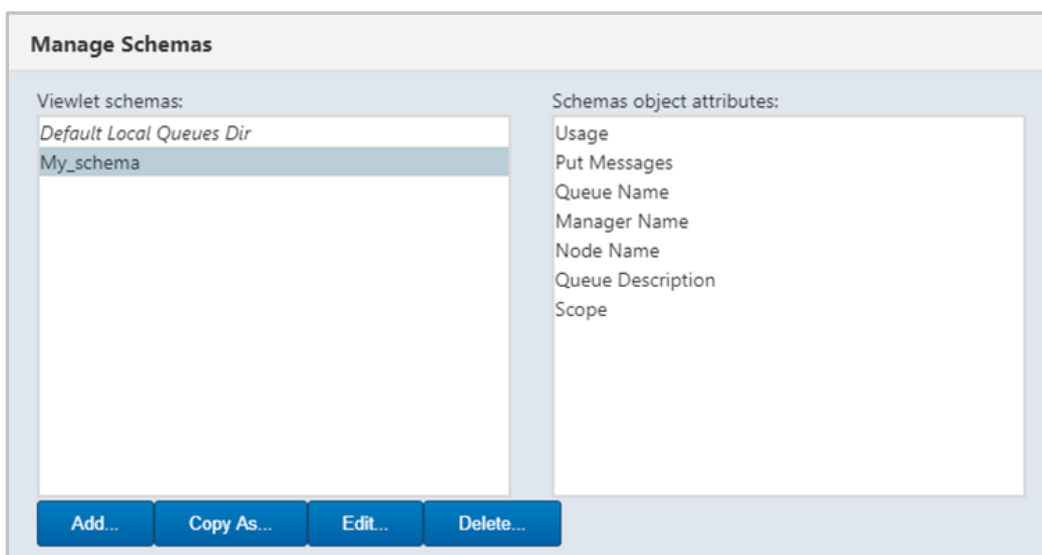 Manage Schemas
Viewlet schemas:
Default Local Queues Dir
My_schema
Schemas object attributes:
Usage
Put Messages
Queue Name
Manager Name
Node Name
Queue Description
Scope
Add...
Copy As...
Edit...
Delete...